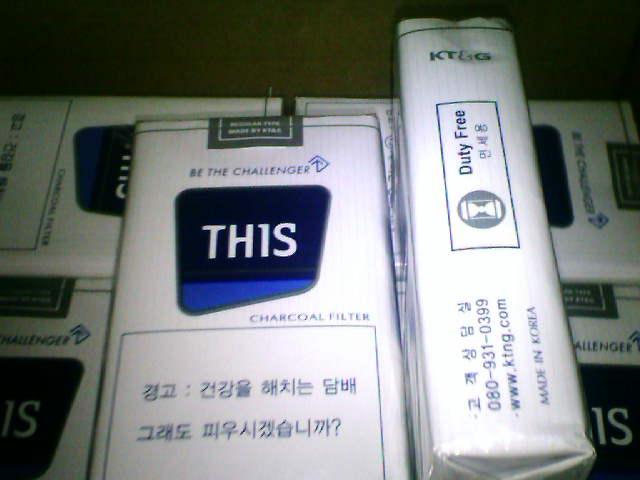 REGULAR TYPE
MADE BY KT&G
BE THE CHALLENGER
THIS
CHARCOAL FILTER
경고 : 건강을 해치는 담배
그래도 피우시겠습니까?
KT&G
Duty Free
면세용
고객상담실
080-931-0399
www.ktng.com
MADE IN KOREA
CHARCOAL FILTER
CHALLENGER
IS
CHALLENGER
IS